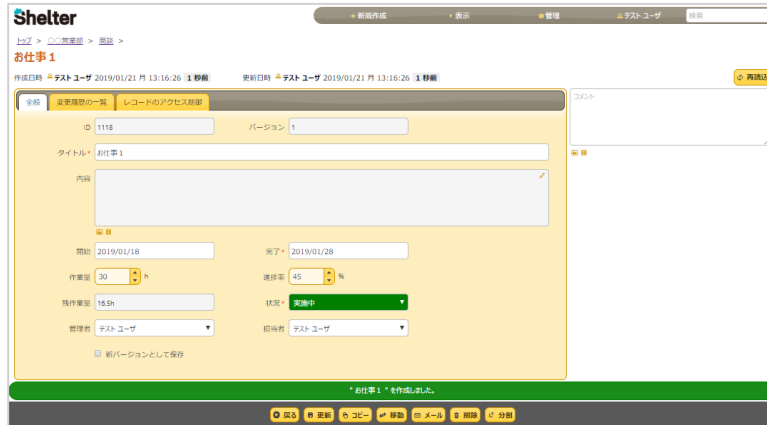 Shelter
新規作成 表示 管理 テスト ユーザ 検索
トップ > ○○営業部 > 商談 >
お仕事1
作成日時 テスト ユーザ 2019/01/21 月 13:16:26 1 秒前 更新日時 テスト ユーザ 2019/01/21 月 13:16:26 1 秒前 再読込
全般 変更履歴の一覧 レコードのアクセス制御 コメント
ID 1118 バージョン 1
タイトル* お仕事1
内容
開始 2019/01/18 完了* 2019/01/28
作業量 30 h 進捗率 45 %
残作業量 16.5h 状況* 実施中
管理者 テスト ユーザ 担当者 テスト ユーザ
新バージョンとして保存
" お仕事1 " を作成しました。
戻る 更新 コピー 移動 メール 削除 分割